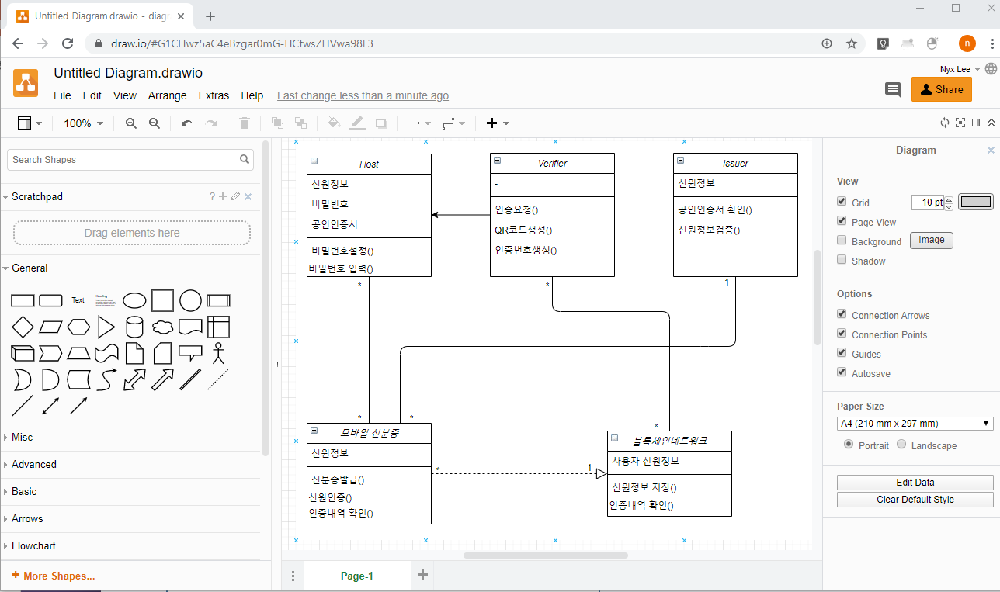 Untitled Diagram.drawio - diag
draw.io/#G1CHwz5aC4eBzgar0mG-HCtwsZHVwa98L3
n
Untitled Diagram.drawio
Nyx Lee
File Edit View Arrange Extras Help Last change less than a minute ago
Share
100%
Search Shapes
Scratchpad
?
Drag elements here
General
Text
Misc
Advanced
Basic
Arrows
Flowchart
+ More Shapes...
Host
신원정보
비밀번호
공인인증서
비밀번호설정()
비밀번호 입력()
Verifier
-
인증요청()
QR코드생성()
인증번호생성()
Issuer
신원정보
공인인증서 확인()
신원정보검증()
* * 1
* * *
모바일 신분증
신원정보
신분증발급()
신원인증()
인증내역 확인()
* 1
블록체인네트워크
사용자 신원정보
신원정보 저장()
인증내역 확인()
Page-1
Diagram
View
Grid 10 pt
Page View
Background Image
Shadow
Options
Connection Arrows
Connection Points
Guides
Autosave
Paper Size
A4 (210 mm x 297 mm)
Portrait Landscape
Edit Data
Clear Default Style